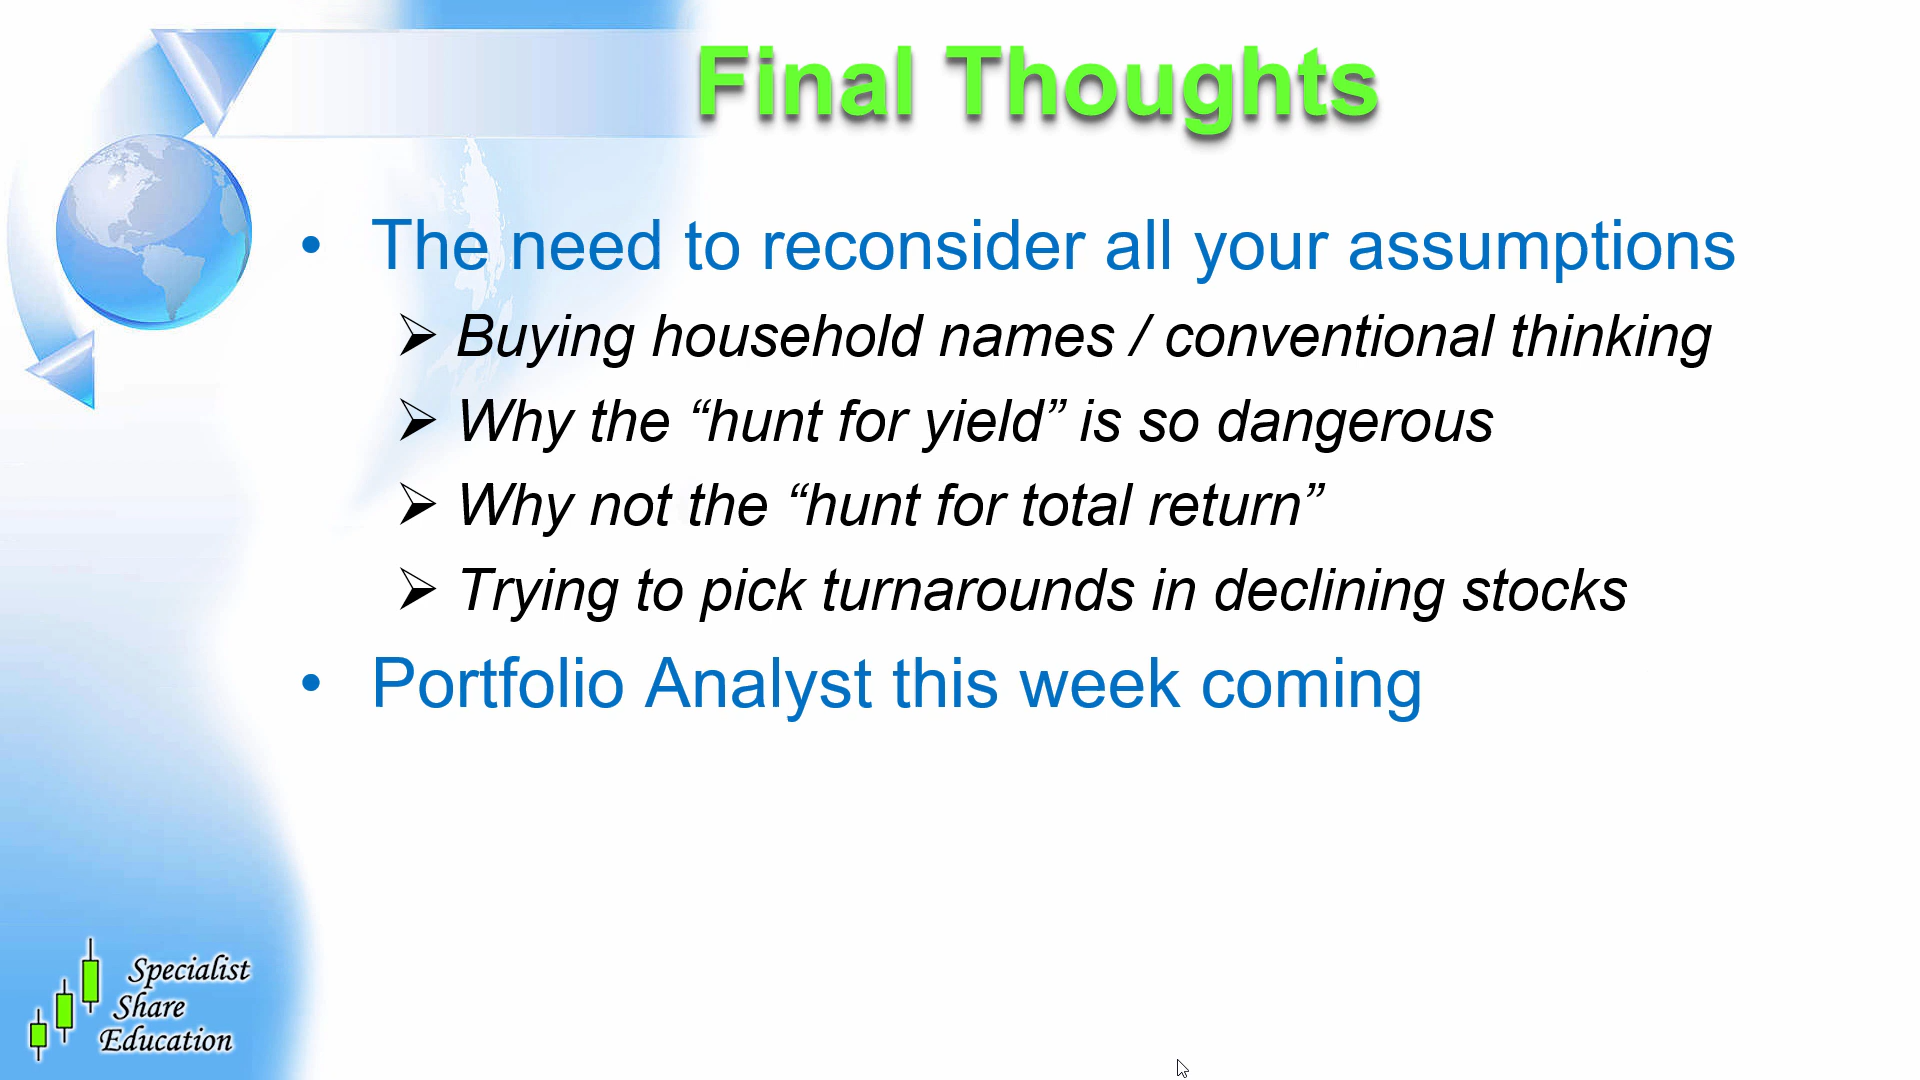 Final Thoughts
• The need to reconsider all your assumptions
➢ Buying household names / conventional thinking
➢ Why the “hunt for yield” is so dangerous
➢ Why not the “hunt for total return”
➢ Trying to pick turnarounds in declining stocks
• Portfolio Analyst this week coming
Specialist
Share
Education